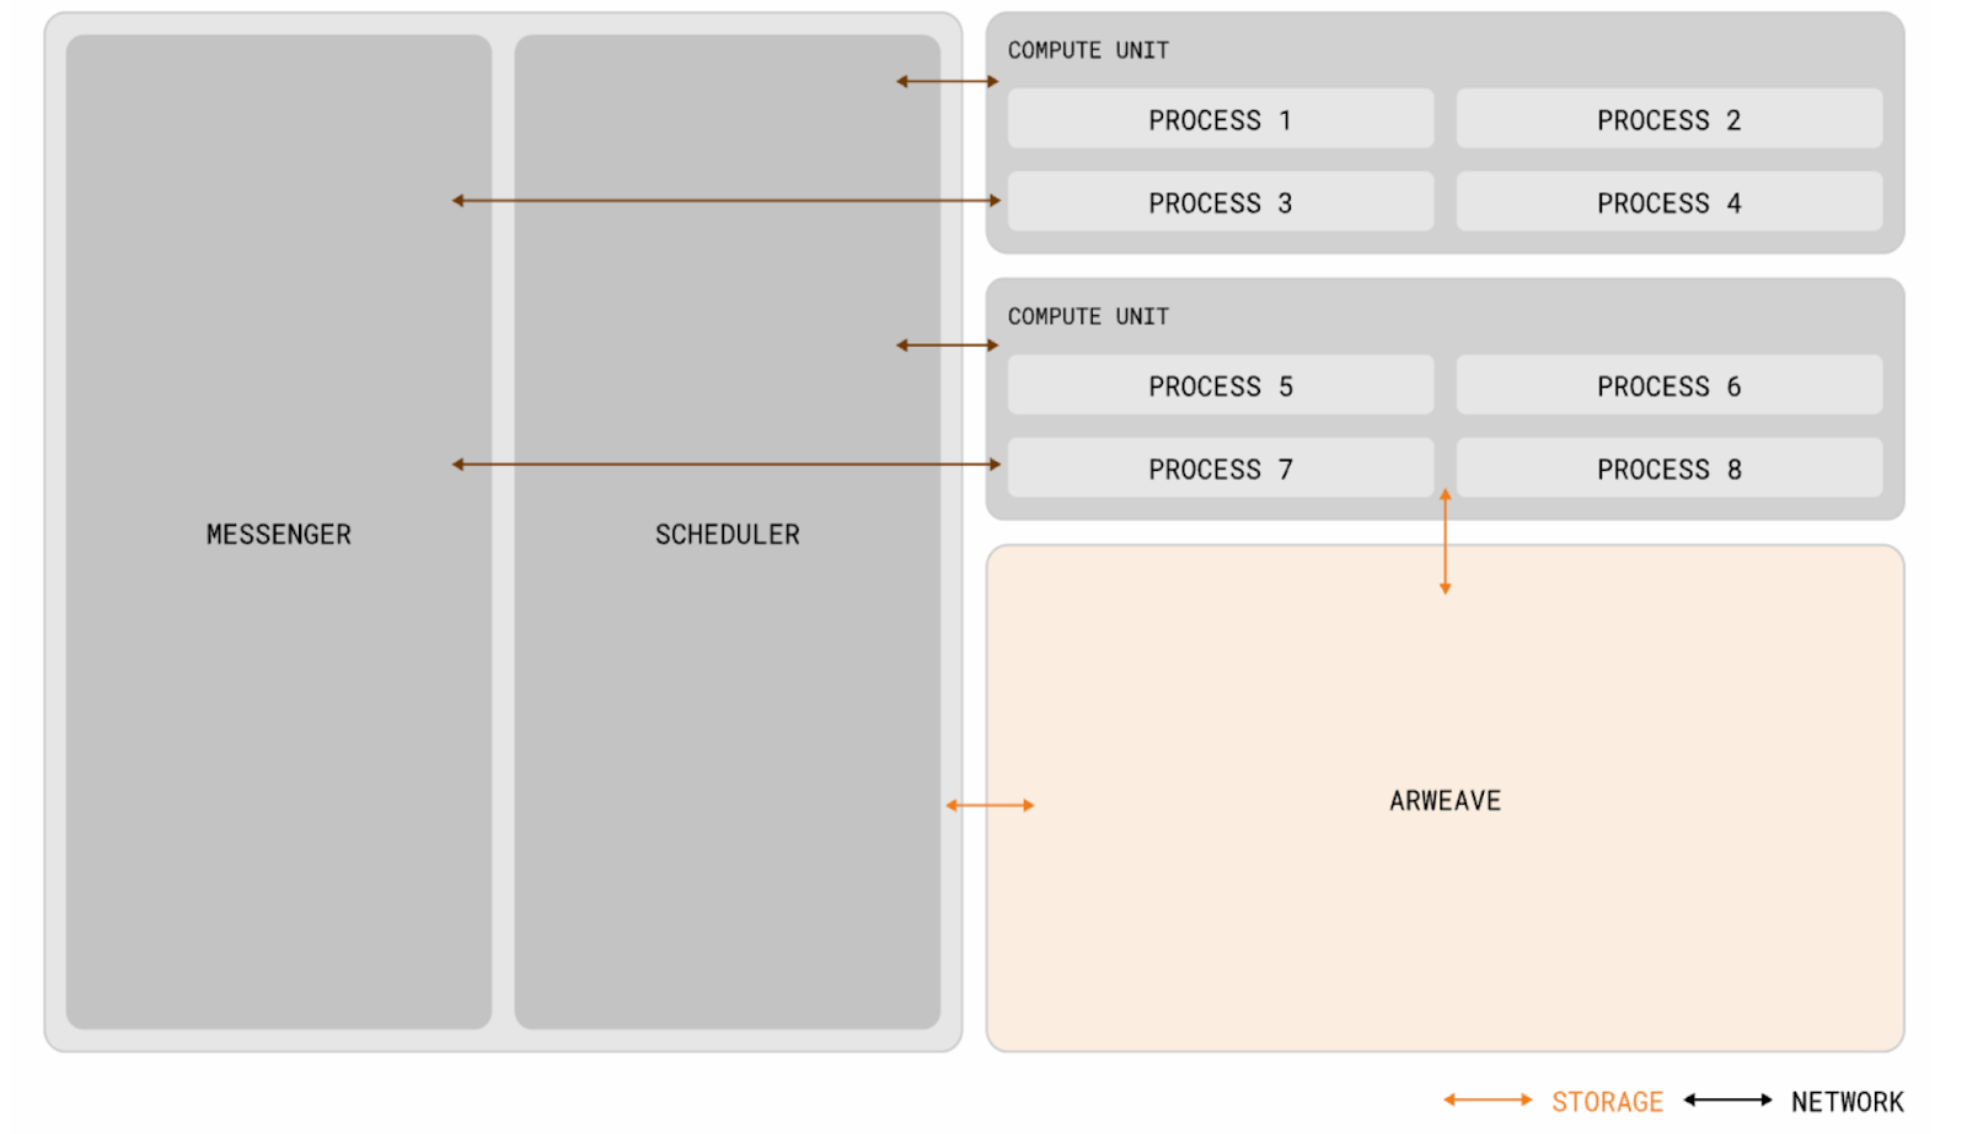 MESSENGER
SCHEDULER
COMPUTE UNIT
PROCESS 1
PROCESS 2
PROCESS 3
PROCESS 4
COMPUTE UNIT
PROCESS 5
PROCESS 6
PROCESS 7
PROCESS 8
ARWEAVE
STORAGE
NETWORK